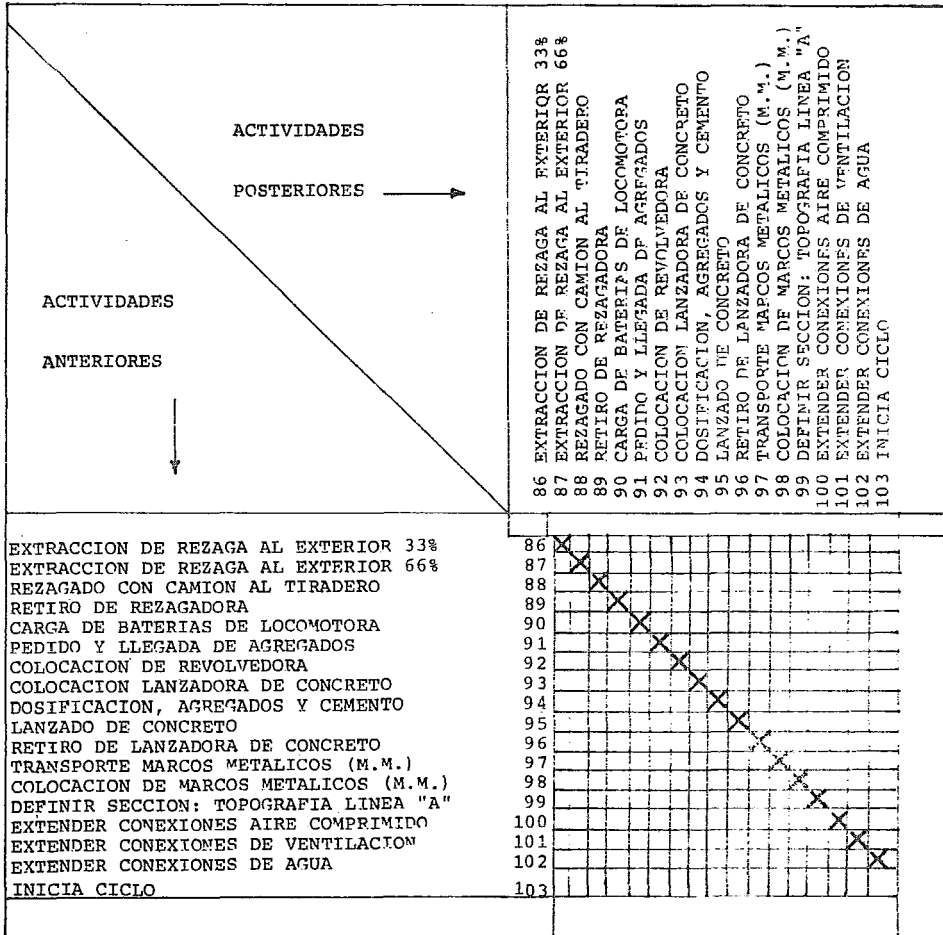 ACTIVIDADES
POSTERIORES
ACTIVIDADES
ANTERIORES
86 EXTRACCION DE REZAGA AL EXTERIOR 33%
87 EXTRACCION DE REZAGA AL EXTERIOR 66%
88 REZAGADO CON CAMION AL TIRADERO
89 RETIRO DE REZAGADORA
90 CARGA DE BATERIAS DE LOCOMOTORA
91 PEDIDO Y LLEGADA DE AGREGADOS
92 COLOCACION DE REVOLVEDORA
93 COLOCACION LANZADORA DE CONCRETO
94 DOSIFICACION, AGREGADOS Y CEMENTO
95 LANZADO DE CONCRETO
96 RETIRO DE LANZADORA DE CONCRETO
97 TRANSPORTE MARCOS METALICOS (M.M.)
98 COLOCACION DE MARCOS METALICOS (M.M.)
99 DEFINIR SECCION: TOPOGRAFIA LINEA "A"
100 EXTENDER CONEXIONES AIRE COMPRIMIDO
101 EXTENDER CONEXIONES DE VENTILACION
102 EXTENDER CONEXIONES DE AGUA
103 INICIA CICLO
EXTRACCION DE REZAGA AL EXTERIOR 33% 86
EXTRACCION DE REZAGA AL EXTERIOR 66% 87
REZAGADO CON CAMION AL TIRADERO 88
RETIRO DE REZAGADORA 89
CARGA DE BATERIAS DE LOCOMOTORA 90
PEDIDO Y LLEGADA DE AGREGADOS 91
COLOCACION DE REVOLVEDORA 92
COLOCACION LANZADORA DE CONCRETO 93
DOSIFICACION, AGREGADOS Y CEMENTO 94
LANZADO DE CONCRETO 95
RETIRO DE LANZADORA DE CONCRETO 96
TRANSPORTE MARCOS METALICOS (M.M.) 97
COLOCACION DE MARCOS METALICOS (M.M.) 98
DEFINIR SECCION: TOPOGRAFIA LINEA "A" 99
EXTENDER CONEXIONES AIRE COMPRIMIDO 100
EXTENDER CONEXIONES DE VENTILACION 101
EXTENDER CONEXIONES DE AGUA 102
INICIA CICLO 103